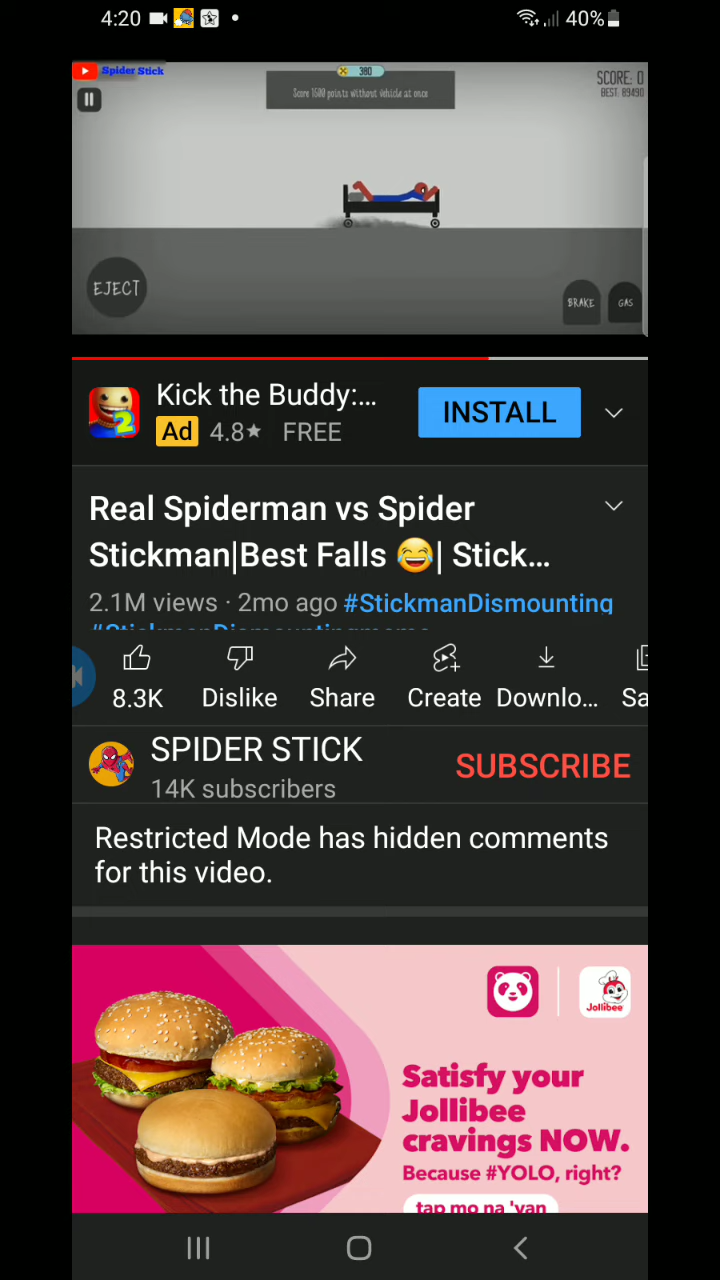 4:20
40%
Spider Stick
380
Score 1500 points without vehicle at once
SCORE: 0
BEST: 89490
EJECT
BRAKE
GAS
Kick the Buddy:...
Ad 4.8★ FREE
INSTALL
2
Real Spiderman vs Spider
Stickman|Best Falls 😂| Stick...
2.1M views · 2mo ago #StickmanDismounting
8.3K
Dislike
Share
Create
Downlo...
Sa
SPIDER STICK
14K subscribers
SUBSCRIBE
Restricted Mode has hidden comments
for this video.
Jollibee
Satisfy your
Jollibee
cravings NOW.
Because #YOLO, right?
tap mo na 'yan